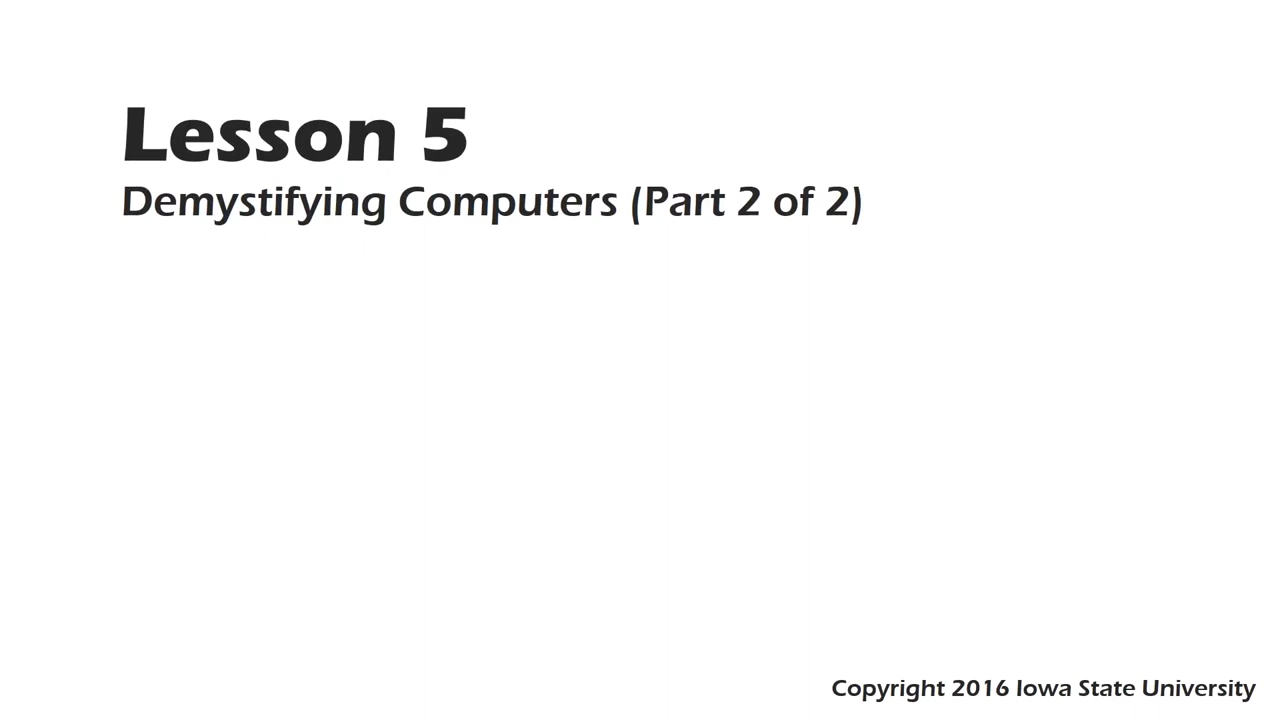 Lesson 5
Demystifying Computers (Part 2 of 2)
Copyright 2016 Iowa State University